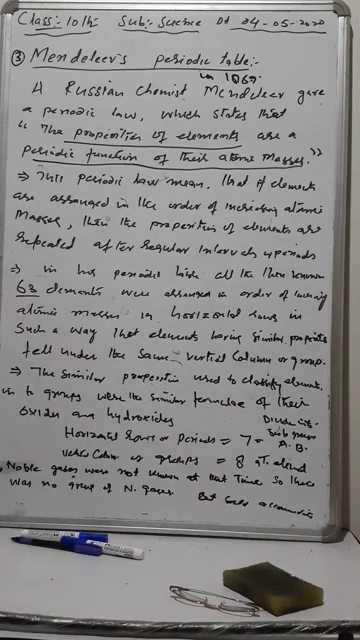 Class: 10th Sub: Science Dt 04-05-2020
③ Mendeleev's periodic table:-
in 1869.
A Russian Chemist Mendeleev gave
a periodic law, which states that
" The properties of elements are a
periodic function of their atomic Masses."
⇒ This periodic law mean, that if elements
are arranged in the order of increasing atomic
Masses, then the properties of elements are
repeated after regular intervals periods
⇒ in his periodic table all the then known
63 elements were arranged in order of
atomic masses in horizontal rows in
Such a way that elements having similar properties
fell under the same vertical Column or group.
⇒ The similar properties used to classify elements
in to groups were the similar formulae of their
oxides and hydroxides
Divided
Sub groups
Horizontal Rows or Periods = 7 = A. B.
groups = 8
Noble gases were not known at that Time so there
was no group of N. gases
But